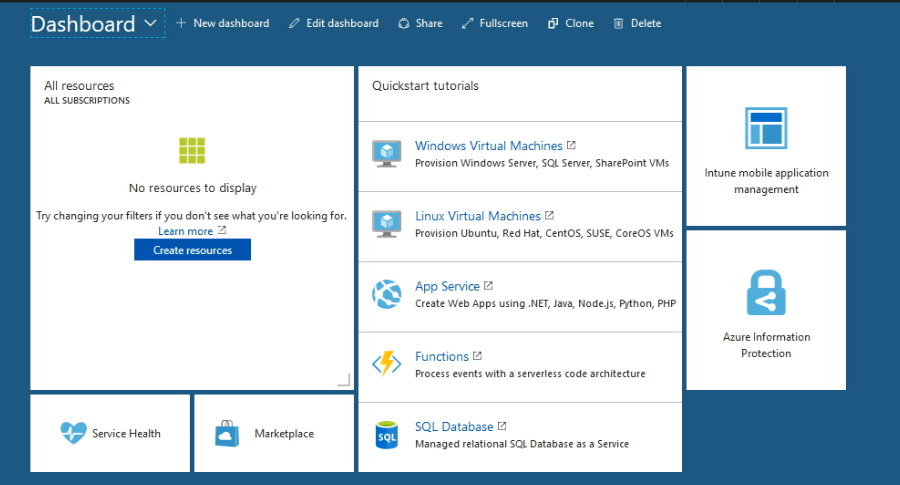 Dashboard
New dashboard
Edit dashboard
Share
Fullscreen
Clone
Delete
All resources
ALL SUBSCRIPTIONS
No resources to display
Try changing your filters if you don't see what you're looking for.
Learn more
Create resources
Service Health
Marketplace
Quickstart tutorials
Windows Virtual Machines
Provision Windows Server, SQL Server, SharePoint VMs
Linux Virtual Machines
Provision Ubuntu, Red Hat, CentOS, SUSE, CoreOS VMs
App Service
Create Web Apps using .NET, Java, Node.js, Python, PHP
Functions
Process events with a serverless code architecture
SQL
SQL Database
Managed relational SQL Database as a Service
Intune mobile application
management
Azure Information
Protection